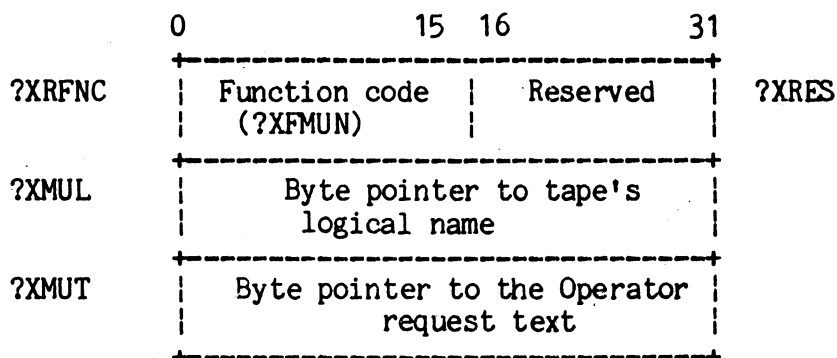 0 15 16 31
?XRFNC Function code Reserved ?XRES
(?XFMUN)
?XMUL Byte pointer to tape's
logical name
?XMUT Byte pointer to the Operator
request text